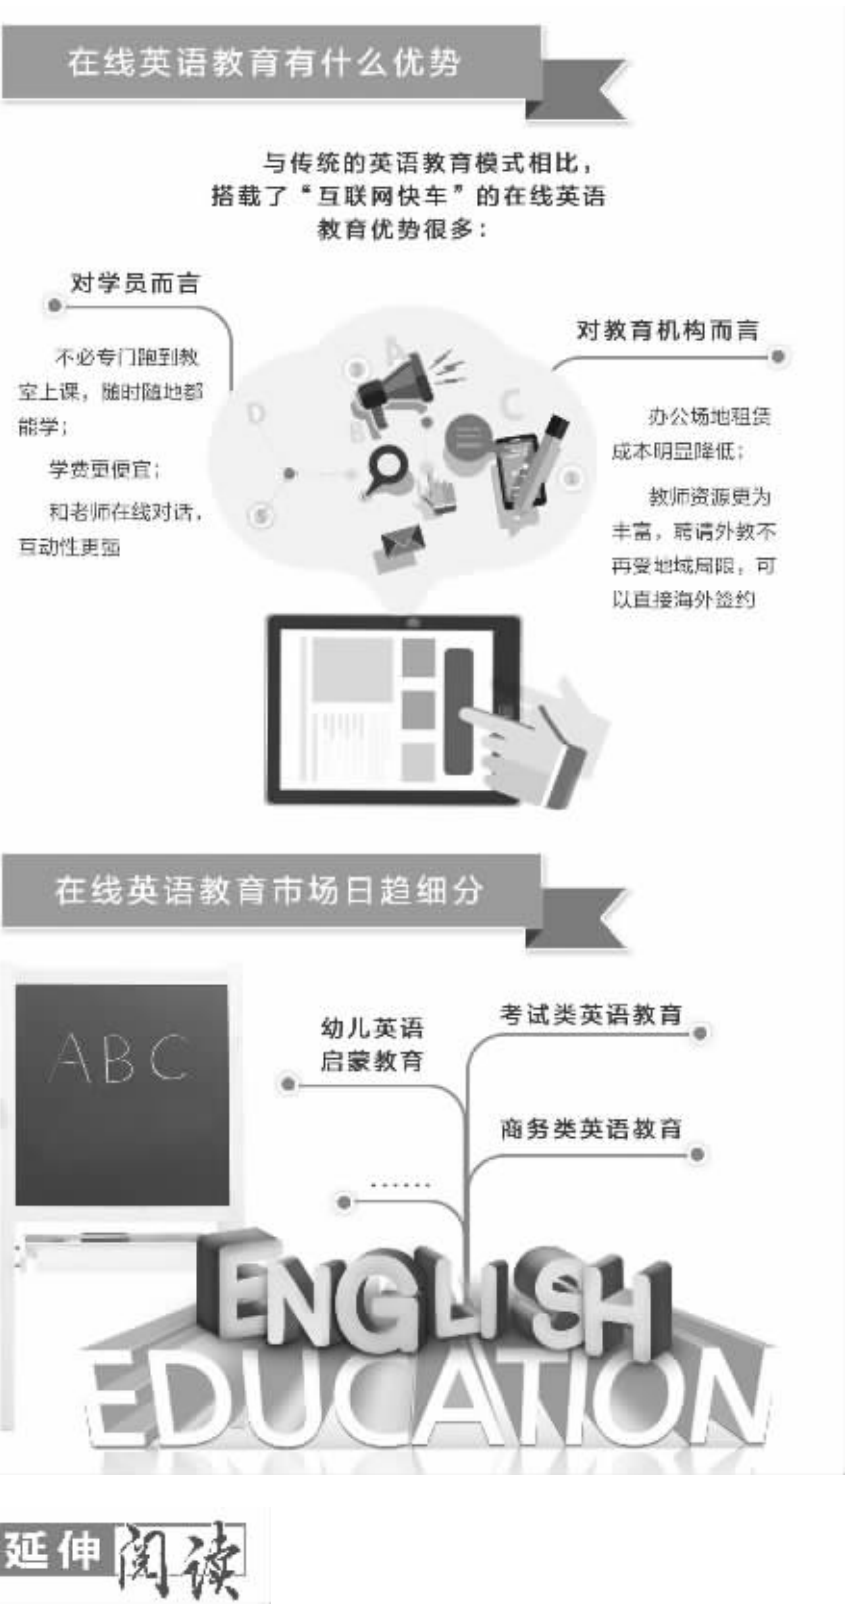 在线英语教育有什么优势
与传统的英语教育模式相比，
搭载了“互联网快车”的在线英语
教育优势很多：
对学员而言
不必专门跑到教
室上课，随时随地都
能学；
学费更便宜；
和老师在线对话，
互动性更强
对教育机构而言
办公场地租赁
成本明显降低；
教师资源更为
丰富，聘请外教不
再受地域局限，可
以直接海外签约
A
B
C
D
在线英语教育市场日趋细分
ABC
幼儿英语
启蒙教育
考试类英语教育
商务类英语教育
······
ENGLISH
EDUCATION
延伸阅读